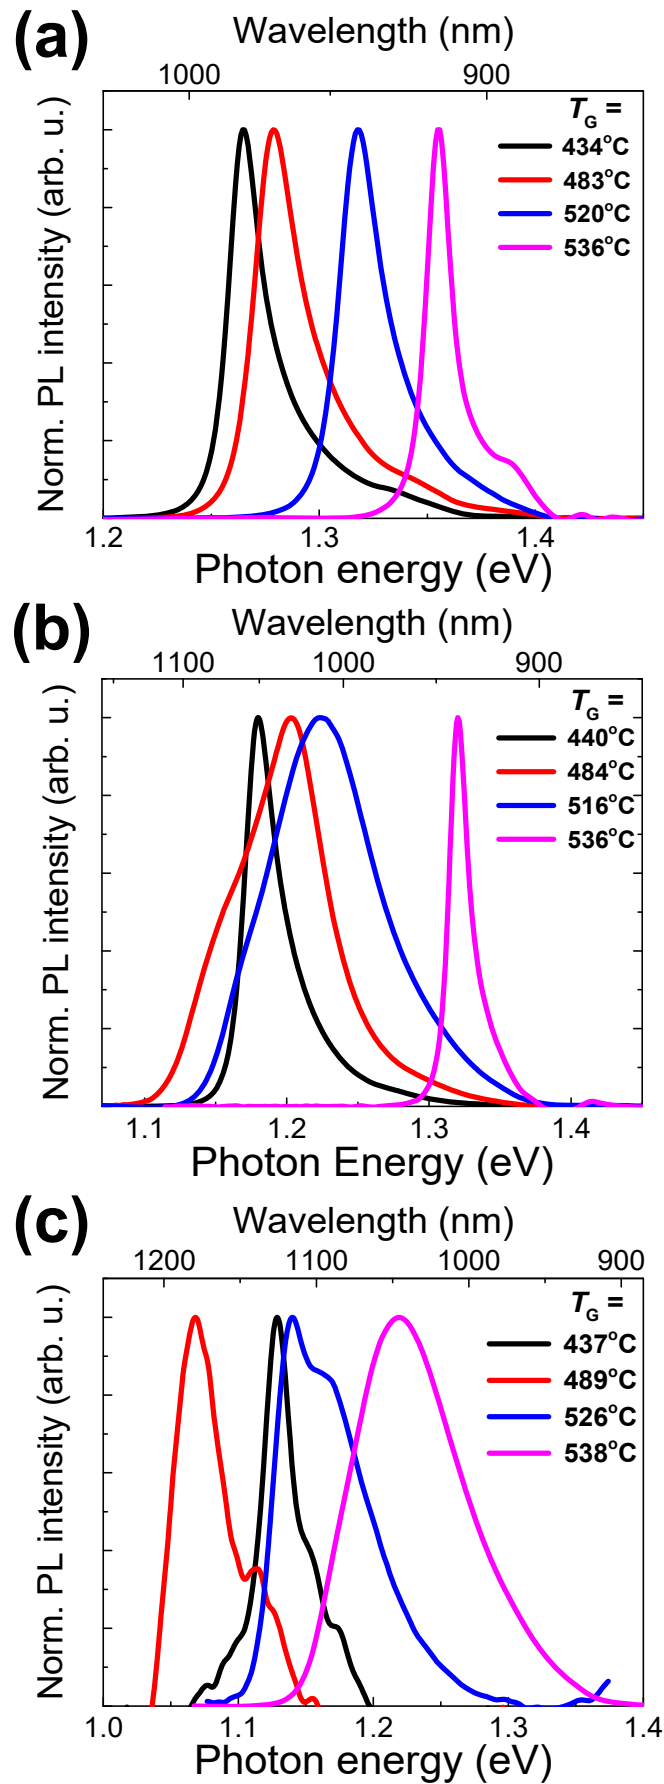 (a)
Wavelength (nm)
1000 900
Norm. PL intensity (arb. u.)
T_G =
434°C
483°C
520°C
536°C
1.2 1.3 1.4
Photon energy (eV)
(b)
Wavelength (nm)
1100 1000 900
Norm. PL intensity (arb. u.)
T_G =
440°C
484°C
516°C
536°C
1.1 1.2 1.3 1.4
Photon Energy (eV)
(c)
Wavelength (nm)
1200 1100 1000 900
Norm. PL intensity (arb. u.)
T_G =
437°C
489°C
526°C
538°C
1.0 1.1 1.2 1.3 1.4
Photon energy (eV)